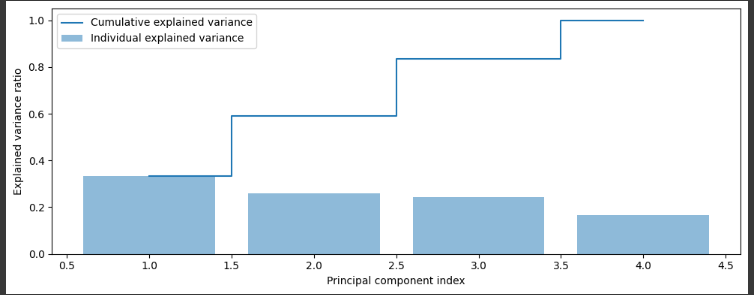 Cumulative explained variance
Individual explained variance
Explained variance ratio
1.0
0.8
0.6
0.4
0.2
0.0
0.5 1.0 1.5 2.0 2.5 3.0 3.5 4.0 4.5
Principal component index